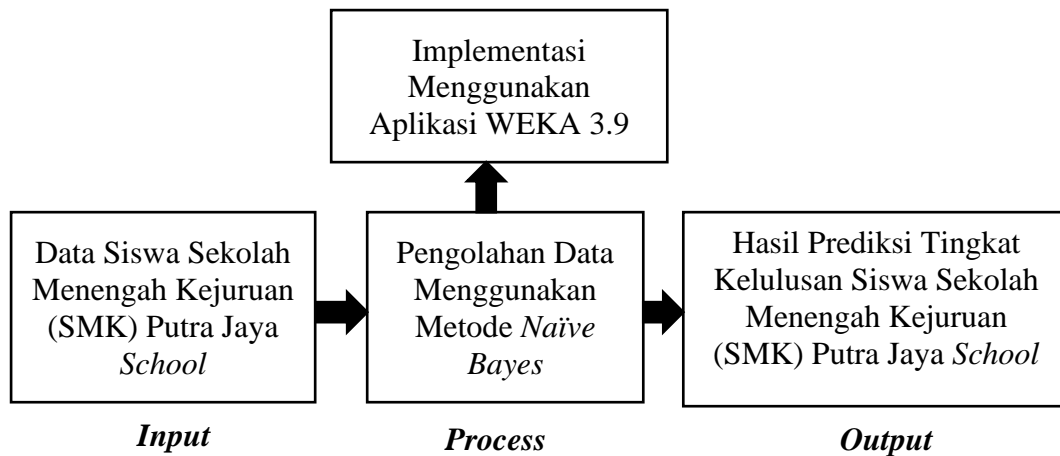 Implementasi
Menggunakan
Aplikasi WEKA 3.9
Data Siswa Sekolah
Menengah Kejuruan
(SMK) Putra Jaya
School
Pengolahan Data
Menggunakan
Metode Naïve
Bayes
Hasil Prediksi Tingkat
Kelulusan Siswa Sekolah
Menengah Kejuruan
(SMK) Putra Jaya School
Input
Process
Output